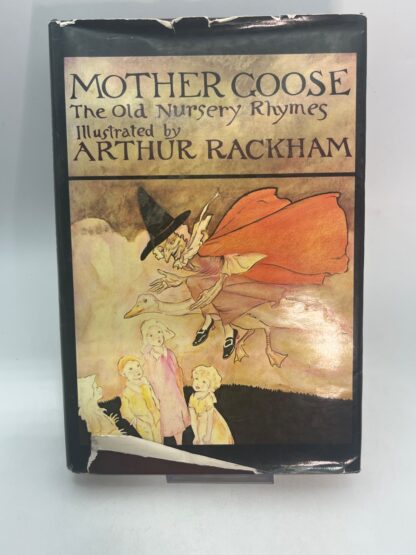 MOTHER GOOSE
The Old Nursery Rhymes
Illustrated by
ARTHUR RACKHAM